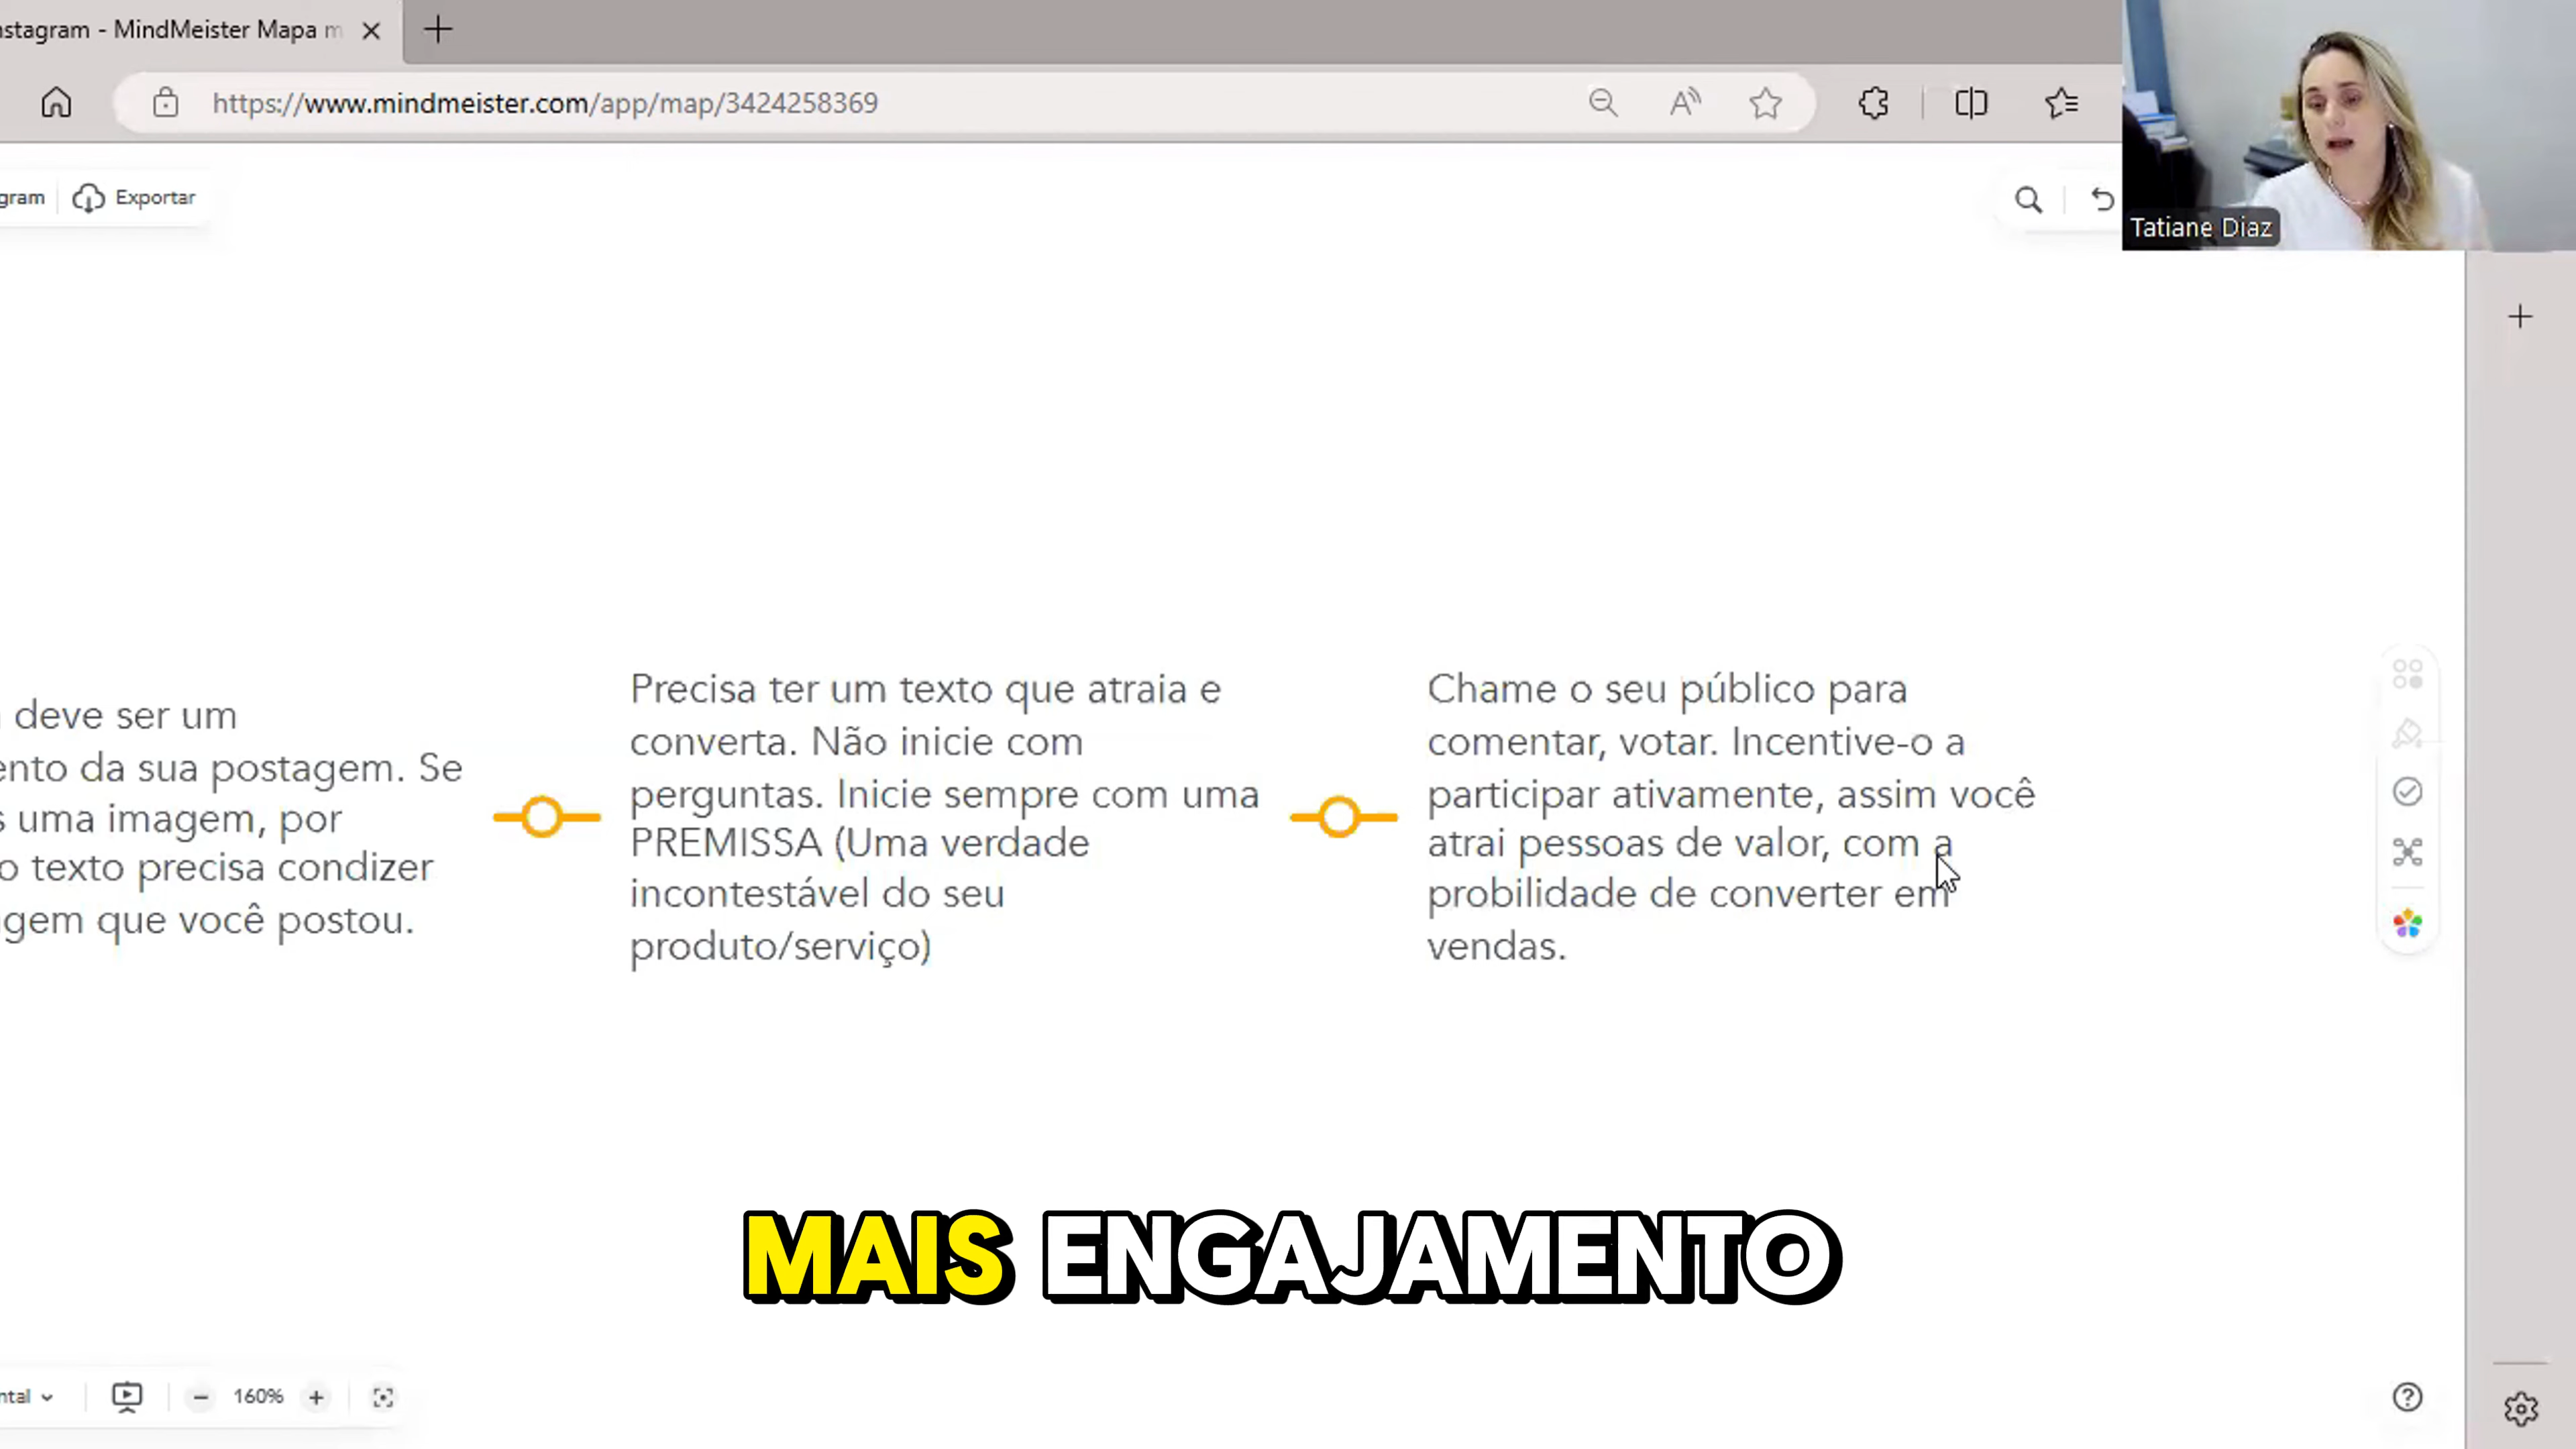 nstagram - MindMeister Mapa m
https://www.mindmeister.com/app/map/3424258369
gram
Exportar
Tatiane Diaz
deve ser um
ento da sua postagem. Se
s uma imagem, por
o texto precisa condizer
gem que você postou.
Precisa ter um texto que atraia e
converta. Não inicie com
perguntas. Inicie sempre com uma
PREMISSA (Uma verdade
incontestável do seu
produto/serviço)
Chame o seu público para
comentar, votar. Incentive-o a
participar ativamente, assim você
atrai pessoas de valor, com a
probilidade de converter em
vendas.
MAIS ENGAJAMENTO
ntal
160%